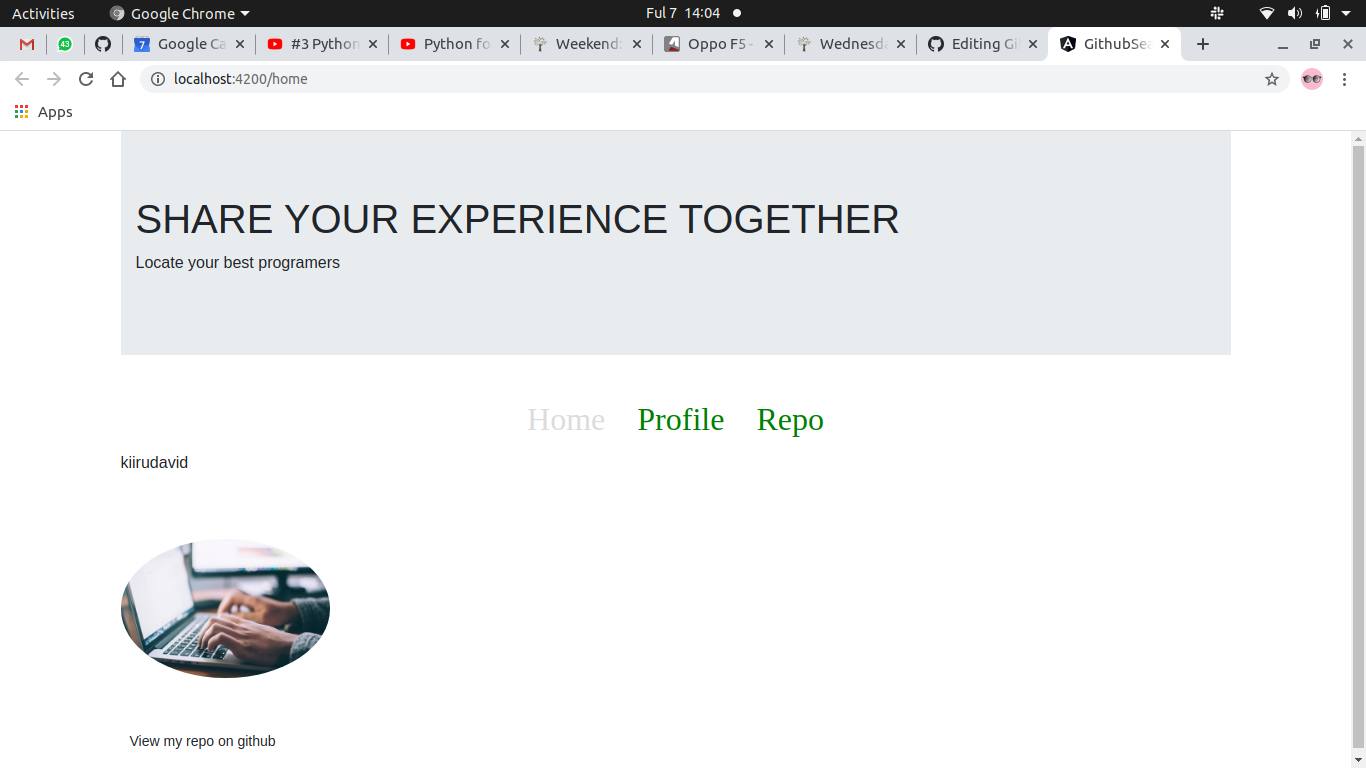 Activities Google Chrome Ful 7 14:04
43 7 Google Ca #3 Python Python fo Weekend: Oppo F5 - Wednesda Editing Gi GithubSea
localhost:4200/home
Apps
SHARE YOUR EXPERIENCE TOGETHER
Locate your best programers
Home Profile Repo
kiirudavid
View my repo on github